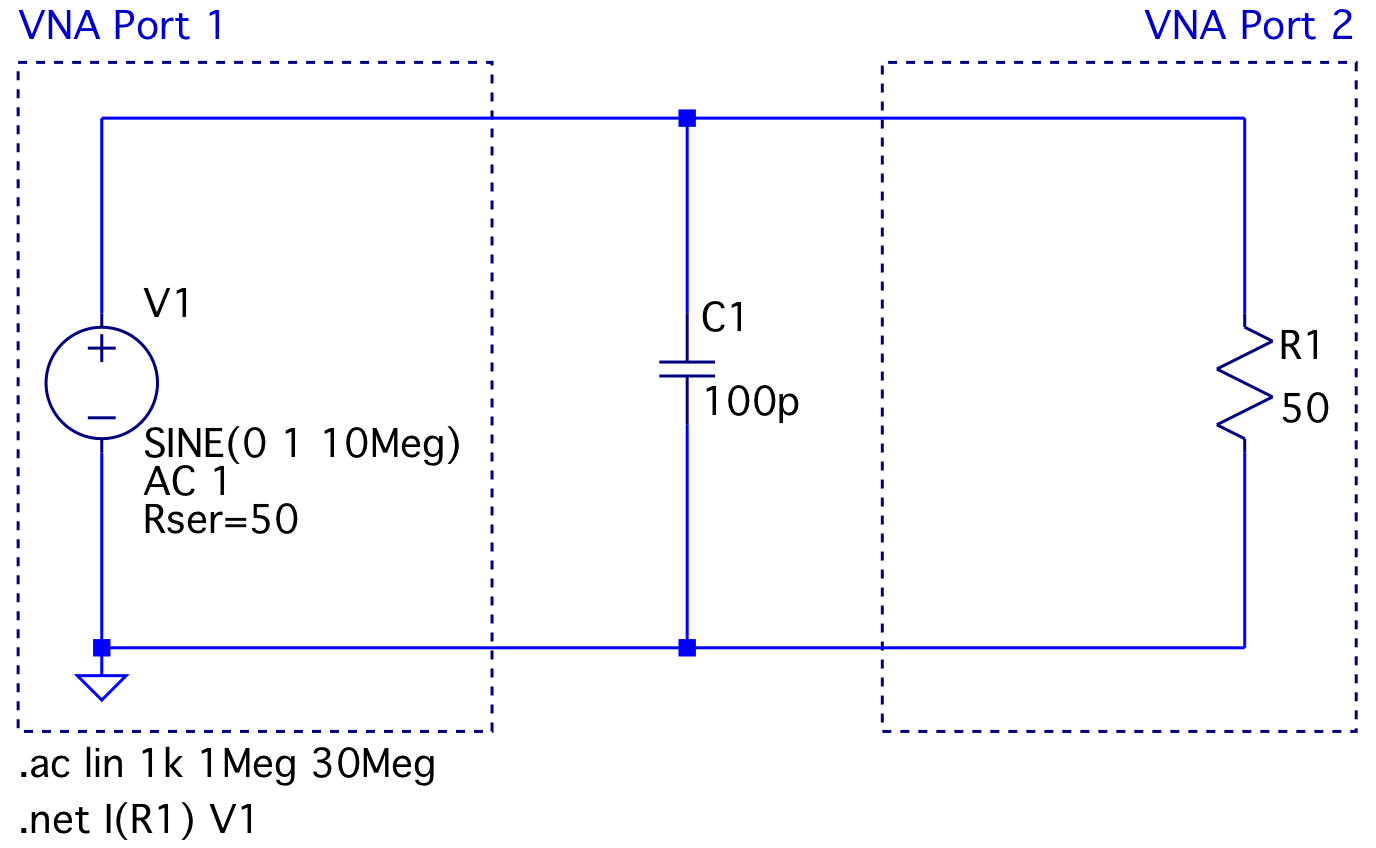 VNA Port 1
VNA Port 2
V1
SINE(0 1 10Meg)
AC 1
Rser=50
C1
100p
R1
50
.ac lin 1k 1Meg 30Meg
.net I(R1) V1